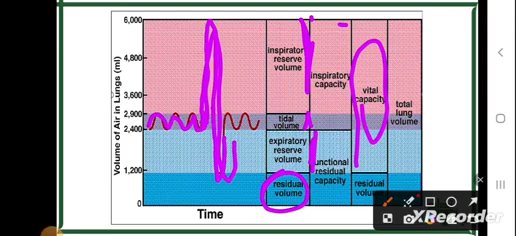 6,000
4,800
3,600
2,900
2,400
1,200
0
Volume of Air in Lungs (ml)
Time
inspirator
reserve
volume
tidal
volume
expiratory
reserve
volume
residual
volume
inspiratory
capacity
unctional
residual
capacity
vital
capacity
residual
volume
total
lung
volume
XRecorder